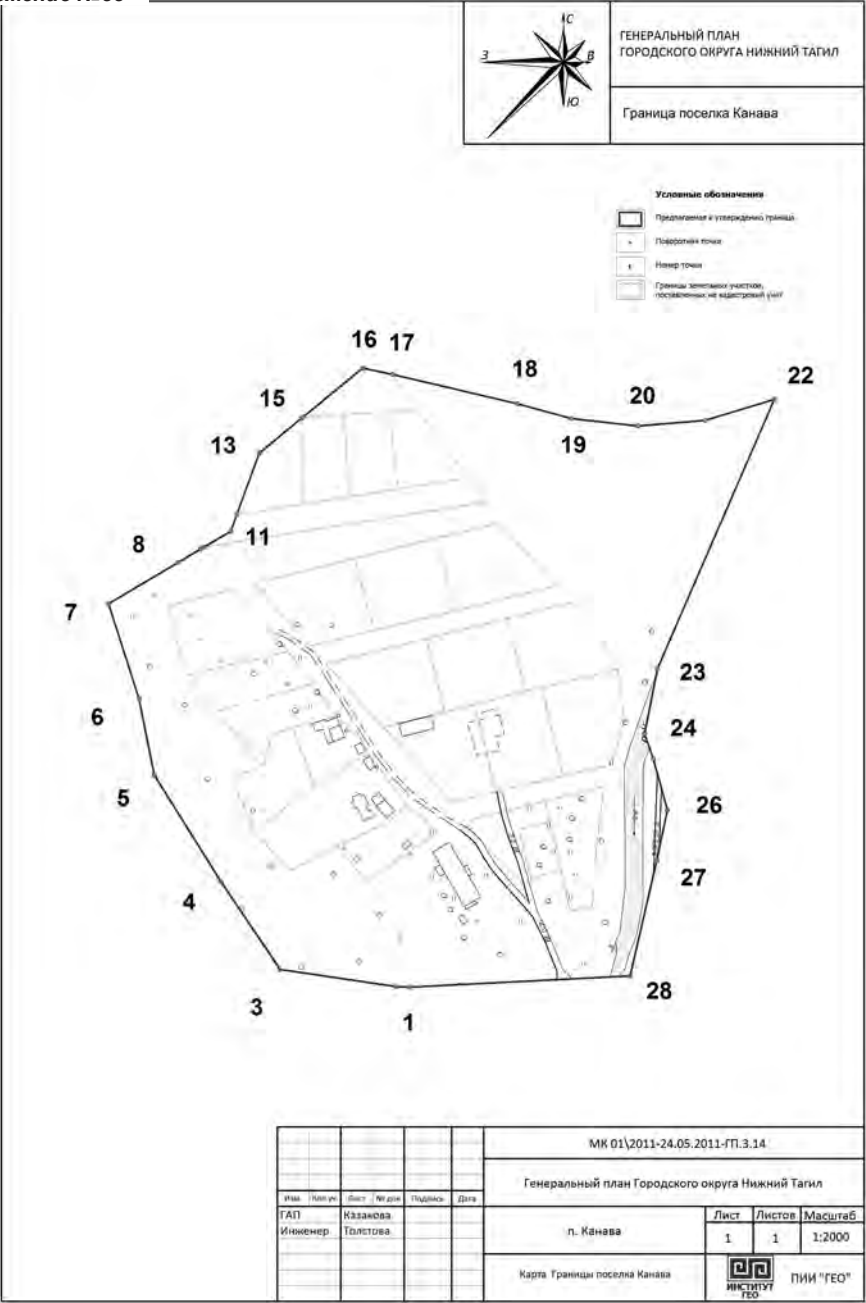 С
З
В
Ю
ГЕНЕРАЛЬНЫЙ ПЛАН
ГОРОДСКОГО ОКРУГА НИЖНИЙ ТАГИЛ
Граница поселка Канава
Условные обозначения
Предлагаемая к утверждению граница
Поворотная точка
Номер точки
Границы земельных участков,
поставленных на кадастровый учет
16
17
15
18
20
22
13
19
8
11
7
23
6
24
5
26
27
4
28
3
1
МК 01\2011-24.05.2011-ГП.3.14
Генеральный план Городского округа Нижний Тагил
Изм. Кол.уч Лист № док Подпись Дата
ГАП Казакова
Инженер Толстова
п. Канава
Лист Листов Масштаб
1 1 1:2000
Карта Границы поселка Канава
ИНСТИТУТ
ГЕО
ПИИ "ГЕО"